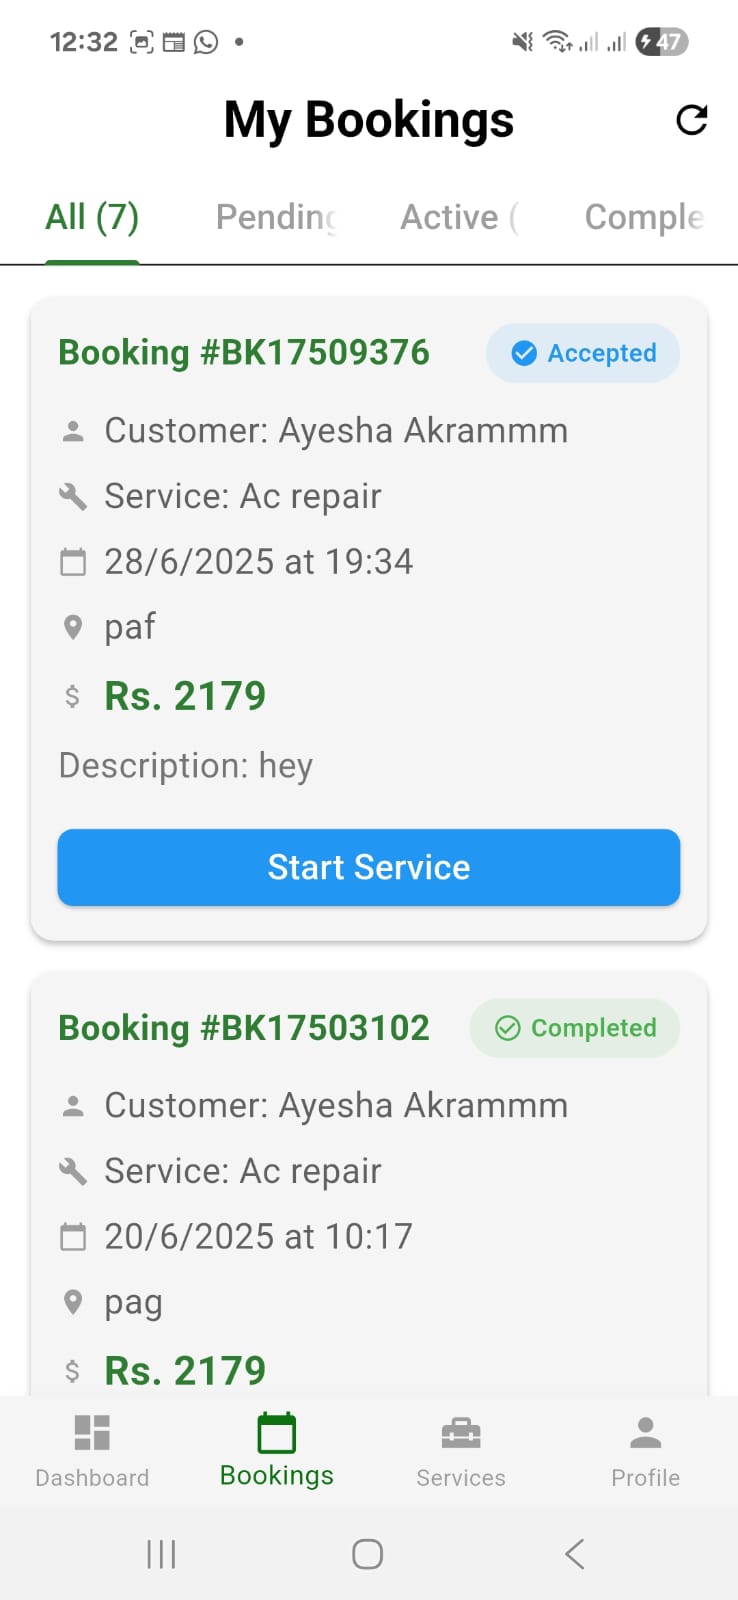 12:32
47
My Bookings
All (7) Pending Active ( Comple
Booking #BK17509376 Accepted
Customer: Ayesha Akrammm
Service: Ac repair
28/6/2025 at 19:34
paf
$ Rs. 2179
Description: hey
Start Service
Booking #BK17503102 Completed
Customer: Ayesha Akrammm
Service: Ac repair
20/6/2025 at 10:17
pag
$ Rs. 2179
Dashboard Bookings Services Profile